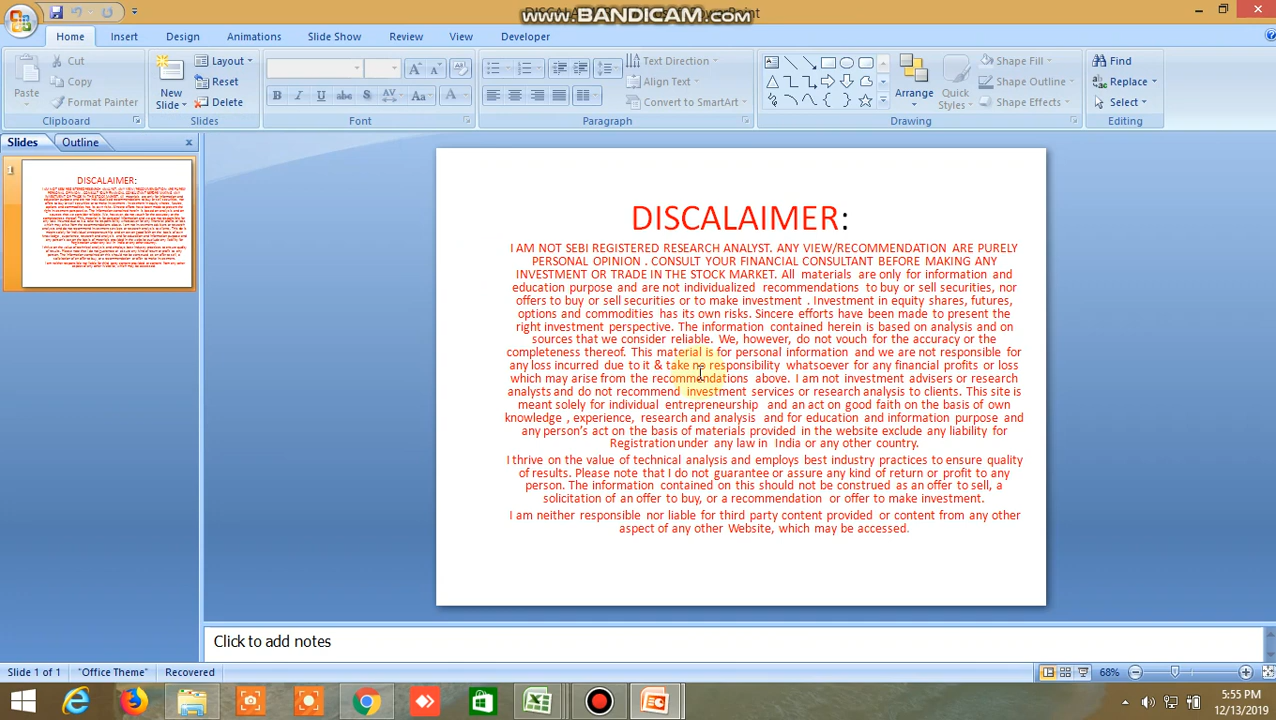 www.BANDICAM.com
Home Insert Design Animations Slide Show Review View Developer
Cut Layout Text Direction Shape Fill Find
Paste Copy New Slide Reset Align Text Arrange Quick Styles Shape Outline Replace
Format Painter Delete Convert to SmartArt Shape Effects Select
Clipboard Slides Font Paragraph Drawing Editing
Slides Outline
1
DISCALAIMER:
I AM NOT SEBI REGISTERED RESEARCH ANALYST. ANY VIEW/RECOMMENDATION ARE PURELY
PERSONAL OPINION . CONSULT YOUR FINANCIAL CONSULTANT BEFORE MAKING ANY
INVESTMENT OR TRADE IN THE STOCK MARKET. All materials are only for information and
education purpose and are not individualized recommendations to buy or sell securities, nor
offers to buy or sell securities or to make investment . Investment in equity shares, futures,
options and commodities has its own risks. Sincere efforts have been made to present the
right investment perspective. The information contained herein is based on analysis and on
sources that we consider reliable. We, however, do not vouch for the accuracy or the
completeness thereof. This material is for personal information and we are not responsible for
any loss incurred due to it & take no responsibility whatsoever for any financial profits or loss
which may arise from the recommendations above. I am not investment advisers or research
analysts and do not recommend investment services or research analysis to clients. This site is
meant solely for individual entrepreneurship and an act on good faith on the basis of own
knowledge , experience, research and analysis and for education and information purpose and
any person's act on the basis of materials provided in the website exclude any liability for
Registration under any law in India or any other country.
I thrive on the value of technical analysis and employs best industry practices to ensure quality
of results. Please note that I do not guarantee or assure any kind of return or profit to any
person. The information contained on this should not be construed as an offer to sell, a
solicitation of an offer to buy, or a recommendation or offer to make investment.
I am neither responsible nor liable for third party content provided or content from any other
aspect of any other Website, which may be accessed.
Click to add notes
Slide 1 of 1 "Office Theme" Recovered 68%
5:55 PM
12/13/2019